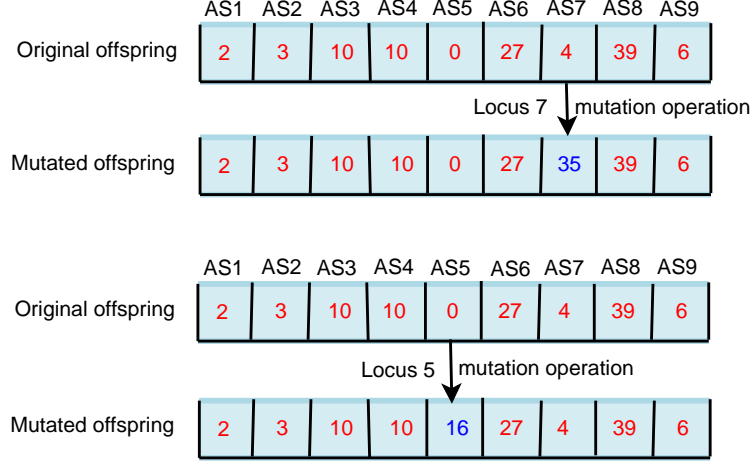 AS1 AS2 AS3 AS4 AS5 AS6 AS7 AS8 AS9
Original offspring 2 3 10 10 0 27 4 39 6
Locus 7 mutation operation
Mutated offspring 2 3 10 10 0 27 35 39 6
AS1 AS2 AS3 AS4 AS5 AS6 AS7 AS8 AS9
Original offspring 2 3 10 10 0 27 4 39 6
Locus 5 mutation operation
Mutated offspring 2 3 10 10 16 27 4 39 6